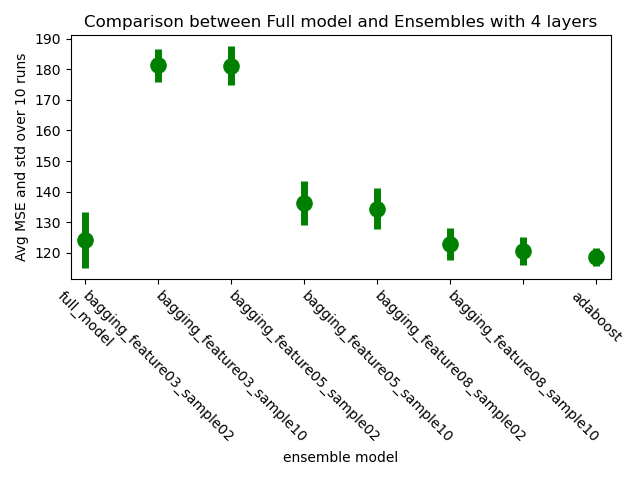 Comparison between Full model and Ensembles with 4 layers
Avg MSE and std over 10 runs
190
180
170
160
150
140
130
120
full_model
bagging_feature03_sample02
bagging_feature03_sample10
bagging_feature05_sample02
bagging_feature05_sample10
bagging_feature08_sample02
bagging_feature08_sample10
adaboost
ensemble model